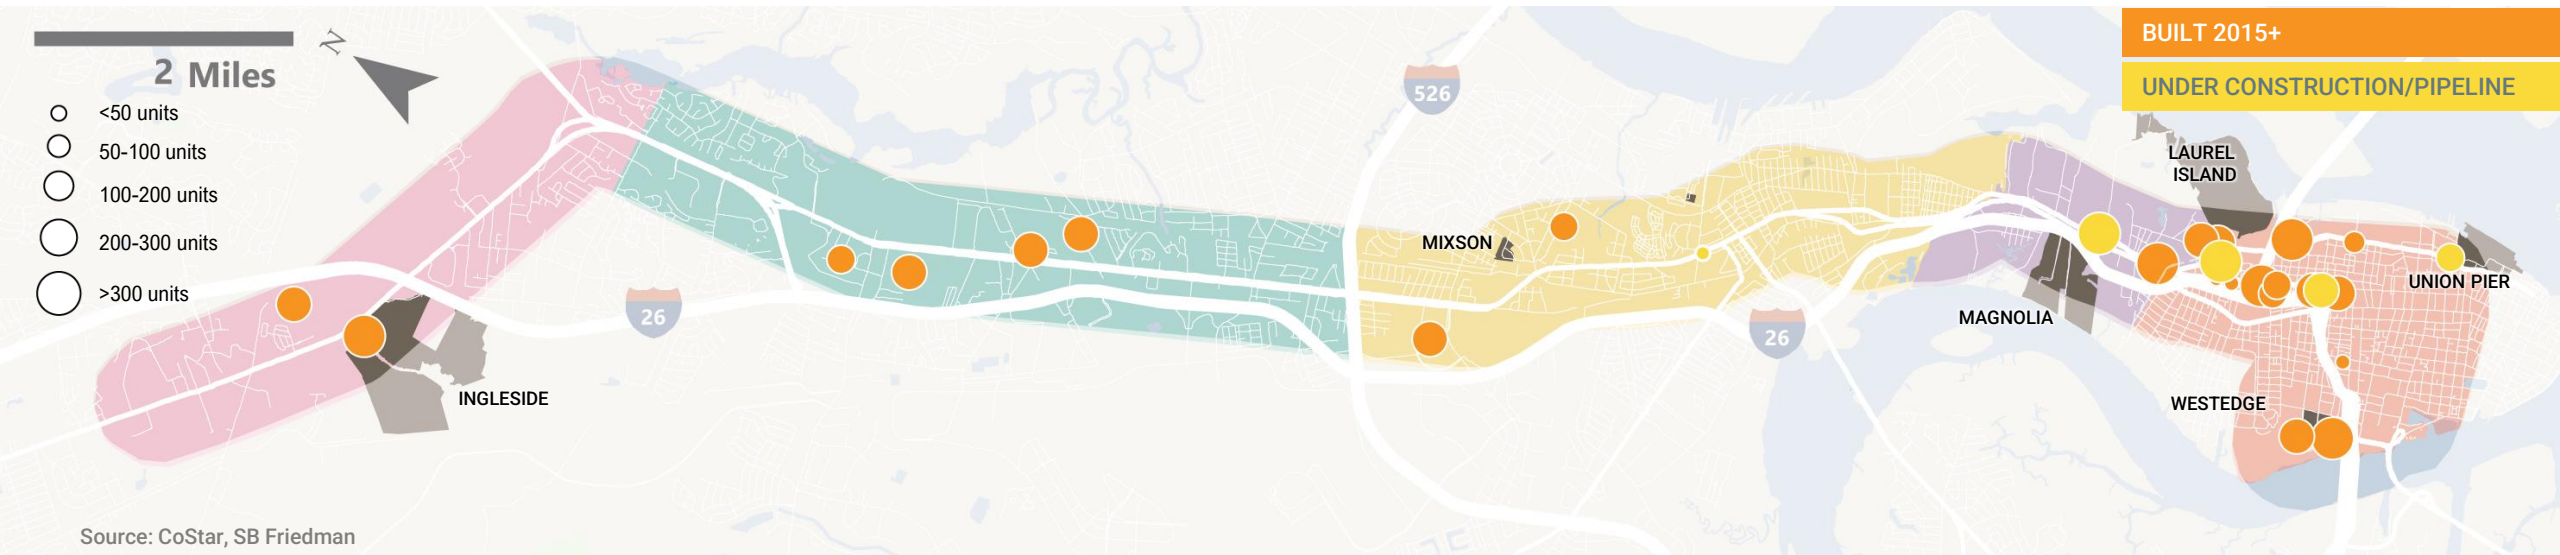 2 Miles
N
<50 units
50-100 units
100-200 units
200-300 units
>300 units
BUILT 2015+
UNDER CONSTRUCTION/PIPELINE
526
26
26
INGLESIDE
MIXSON
MAGNOLIA
LAUREL
ISLAND
UNION PIER
WESTEDGE
Source: CoStar, SB Friedman